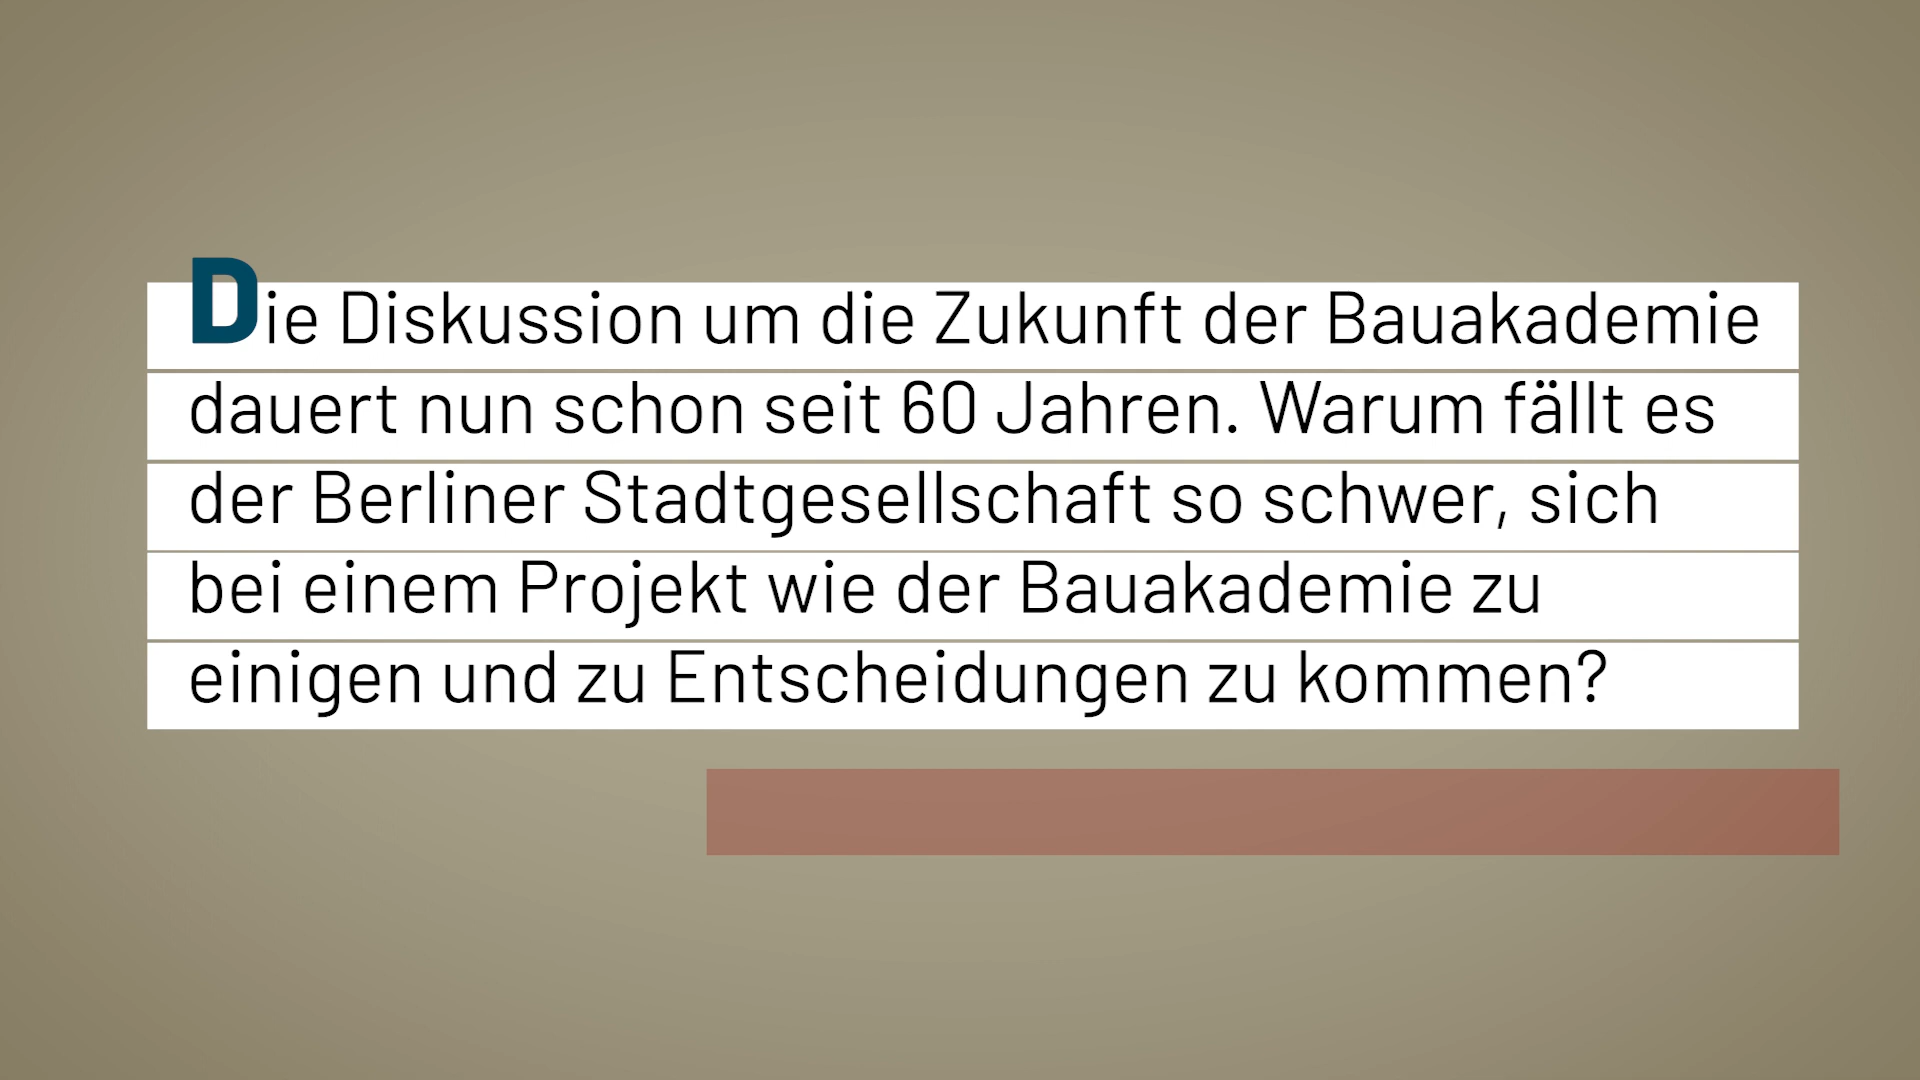 Die Diskussion um die Zukunft der Bauakademie
dauert nun schon seit 60 Jahren. Warum fällt es
der Berliner Stadtgesellschaft so schwer, sich
bei einem Projekt wie der Bauakademie zu
einigen und zu Entscheidungen zu kommen?